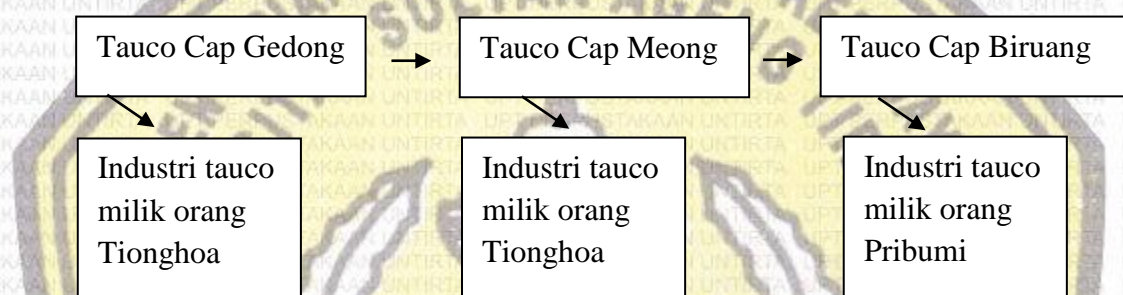 Tauco Cap Gedong
Tauco Cap Meong
Tauco Cap Biruang
Industri tauco
milik orang
Tionghoa
Industri tauco
milik orang
Tionghoa
Industri tauco
milik orang
Pribumi